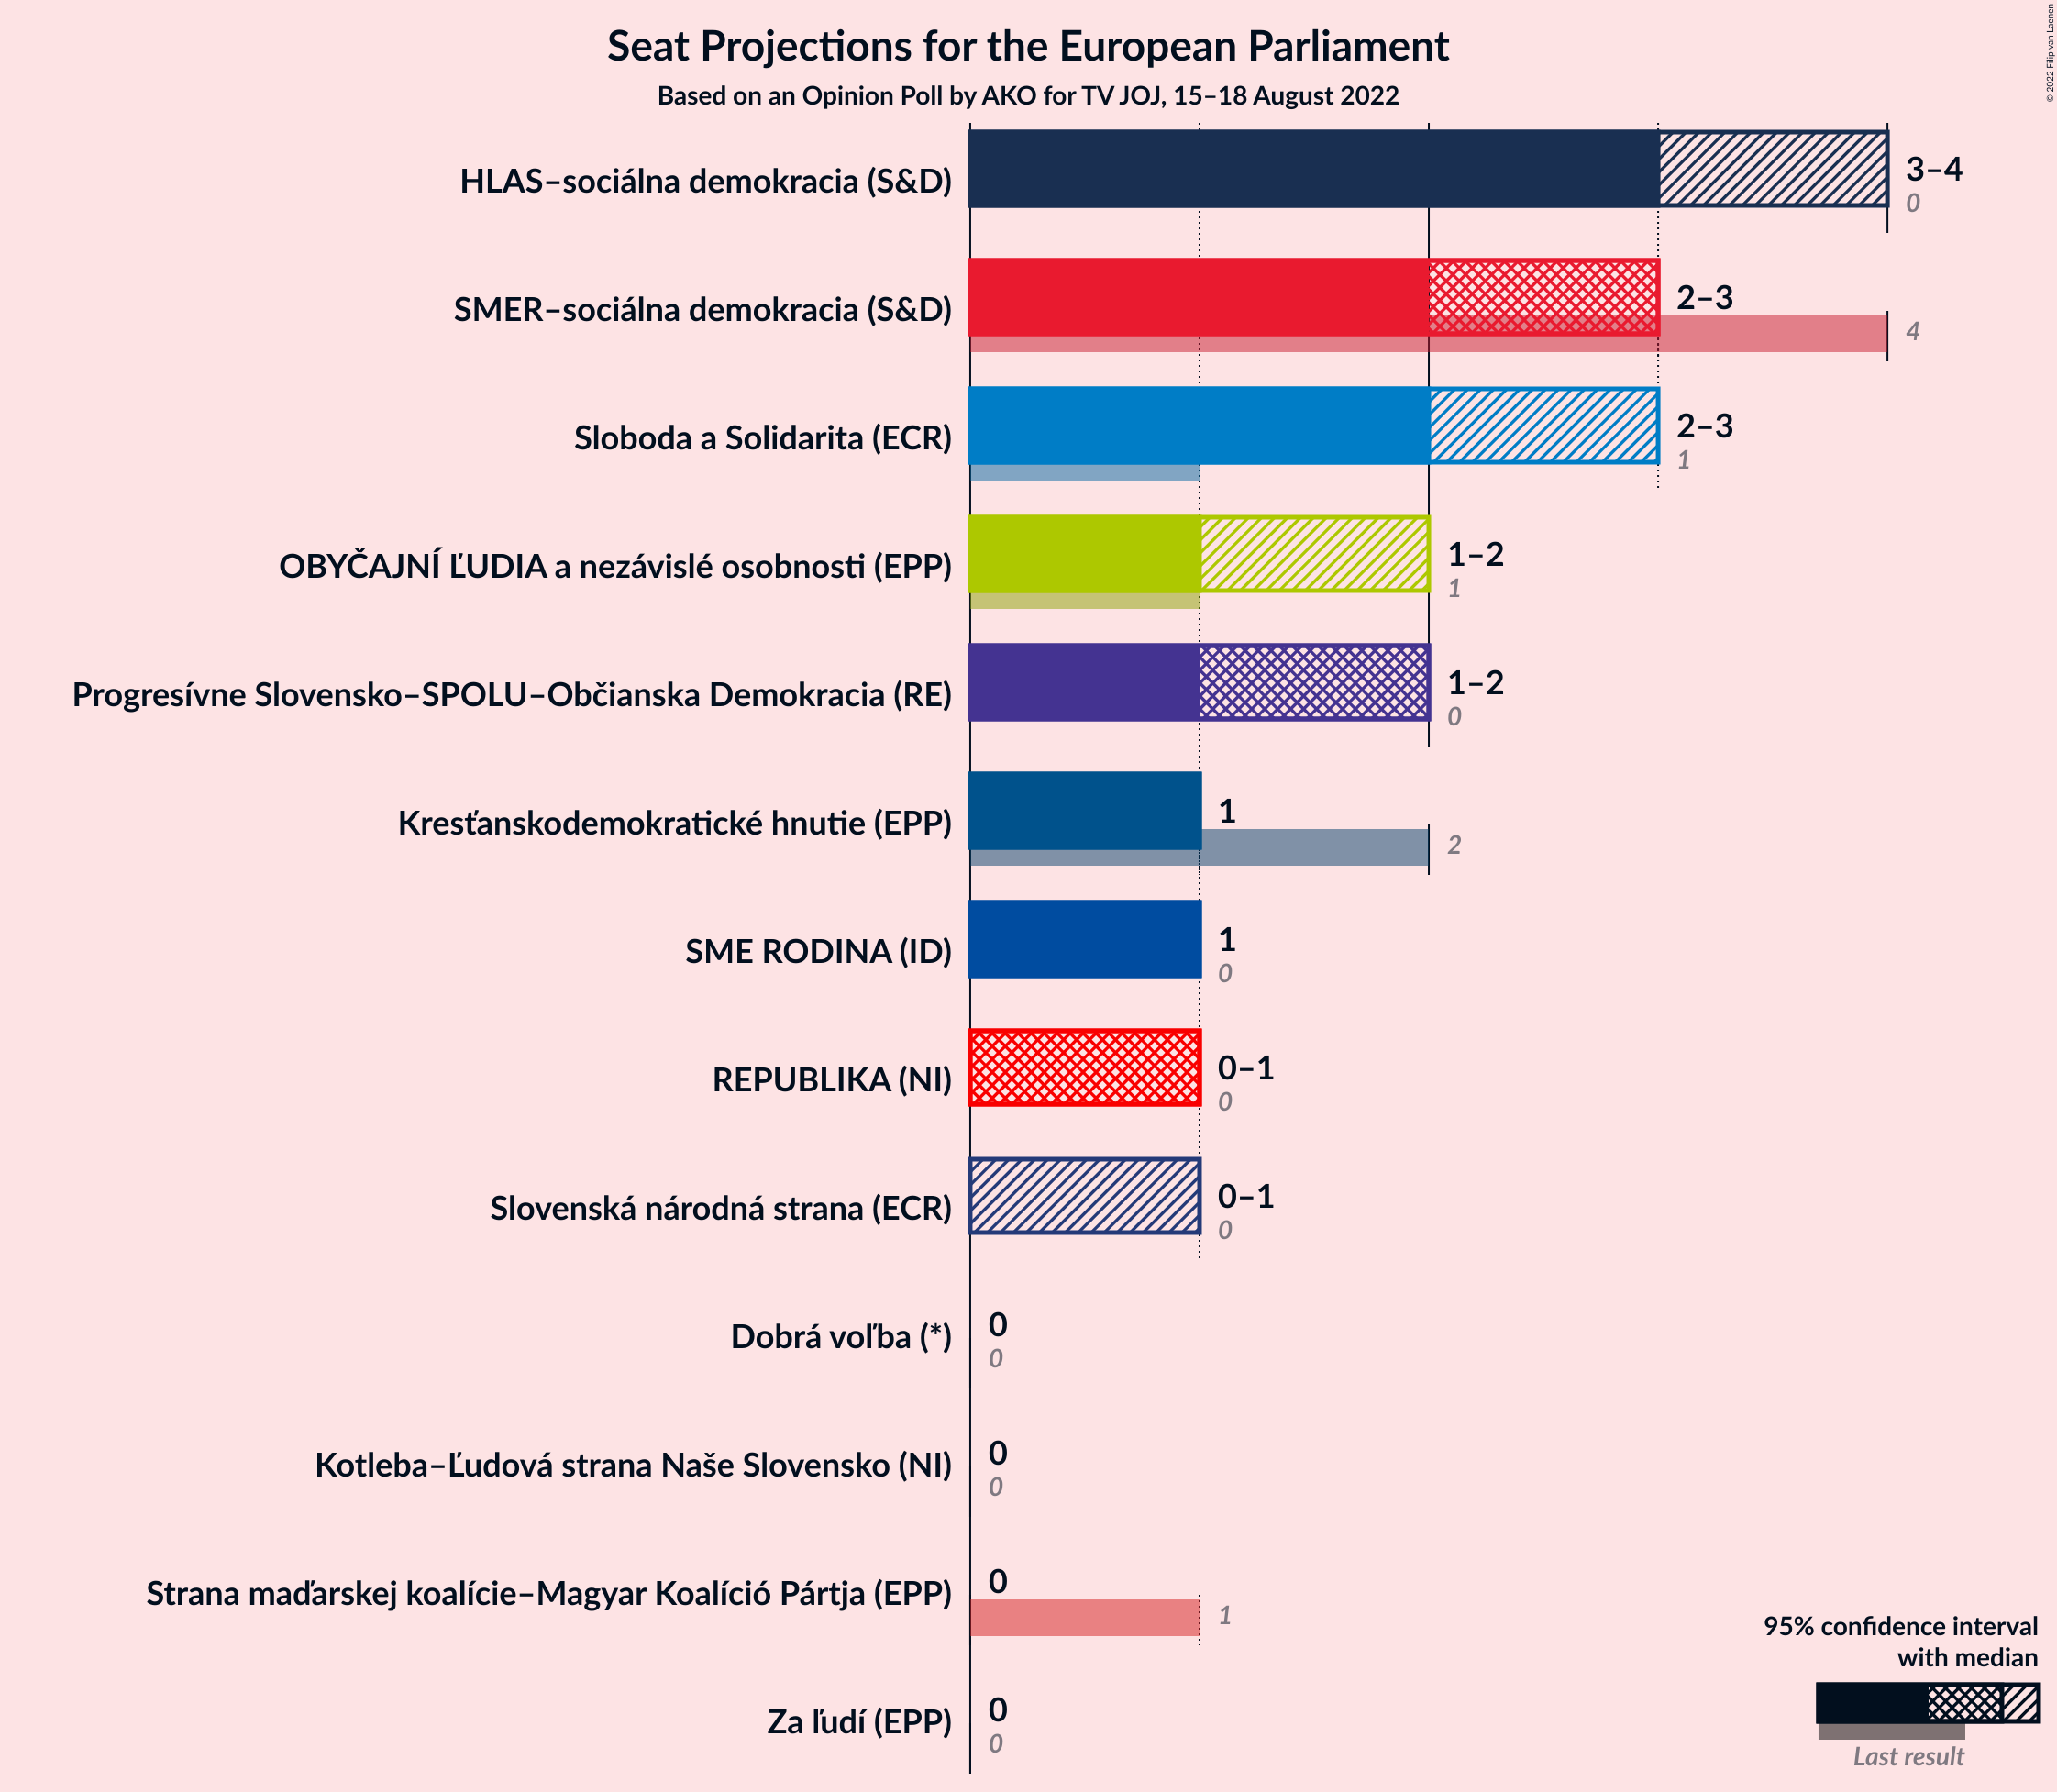 Seat Projections for the European Parliament
Based on an Opinion Poll by AKO for TV JOJ, 15–18 August 2022
© 2022 Filip van Laenen
HLAS–sociálna demokracia (S&D)
3–4
0
SMER–sociálna demokracia (S&D)
2–3
4
Sloboda a Solidarita (ECR)
2–3
1
OBYČAJNÍ ĽUDIA a nezávislé osobnosti (EPP)
1–2
1
Progresívne Slovensko–SPOLU–Občianska Demokracia (RE)
1–2
0
Kresťanskodemokratické hnutie (EPP)
1
2
SME RODINA (ID)
1
0
REPUBLIKA (NI)
0–1
0
Slovenská národná strana (ECR)
0–1
0
Dobrá voľba (*)
0
0
Kotleba–Ľudová strana Naše Slovensko (NI)
0
0
Strana maďarskej koalície–Magyar Koalíció Pártja (EPP)
0
1
Za ľudí (EPP)
0
0
95% confidence interval
with median
Last result